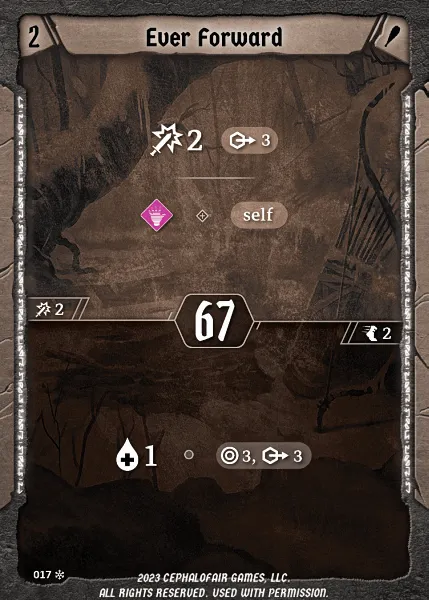 2 Ever Forward
2 3
self
2
67
2
1 3, 3
017
2023 CEPHALOFAIR GAMES, LLC.
ALL RIGHTS RESERVED. USED WITH PERMISSION.